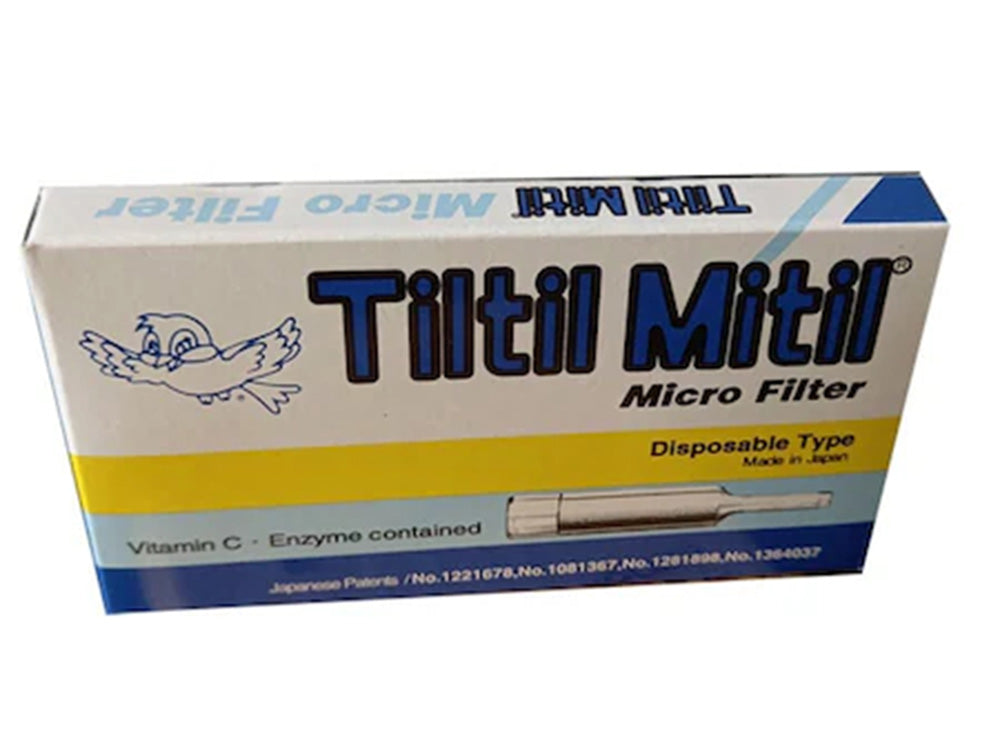 Tiltil Mitil Micro Filter
Tiltil Mitil®
Micro Filter
Disposable Type
Made in Japan
Vitamin C · Enzyme contained
Japanese Patents /No.1221678,No.1081367,No.1281898,No.1364037